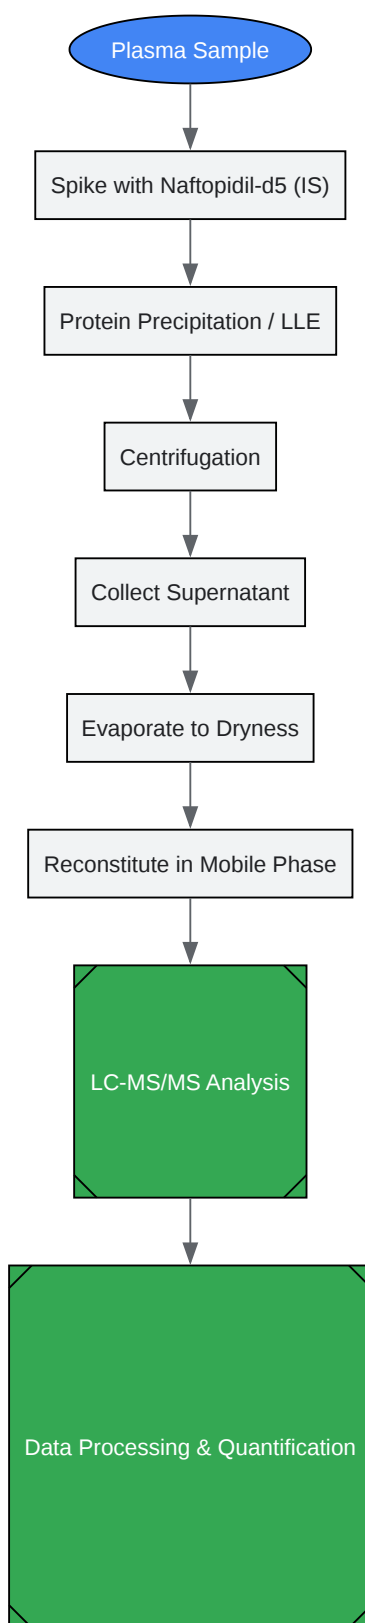 Plasma Sample
Spike with Naftopidil-d5 (IS)
Protein Precipitation / LLE
Centrifugation
Collect Supernatant
Evaporate to Dryness
Reconstitute in Mobile Phase
LC-MS/MS Analysis
Data Processing & Quantification